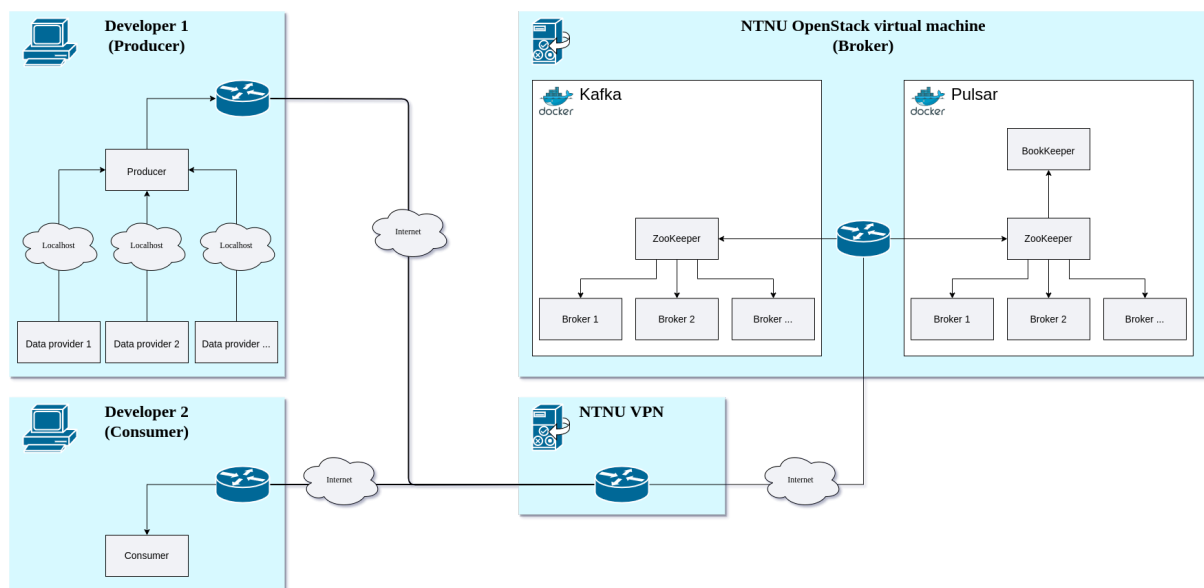 Developer 1
(Producer)
Producer
Localhost
Localhost
Localhost
Data provider 1
Data provider 2
Data provider ...
Internet
NTNU OpenStack virtual machine
(Broker)
docker
Kafka
ZooKeeper
Broker 1
Broker 2
Broker ...
docker
Pulsar
BookKeeper
ZooKeeper
Broker 1
Broker 2
Broker ...
Developer 2
(Consumer)
Consumer
Internet
NTNU VPN
Internet